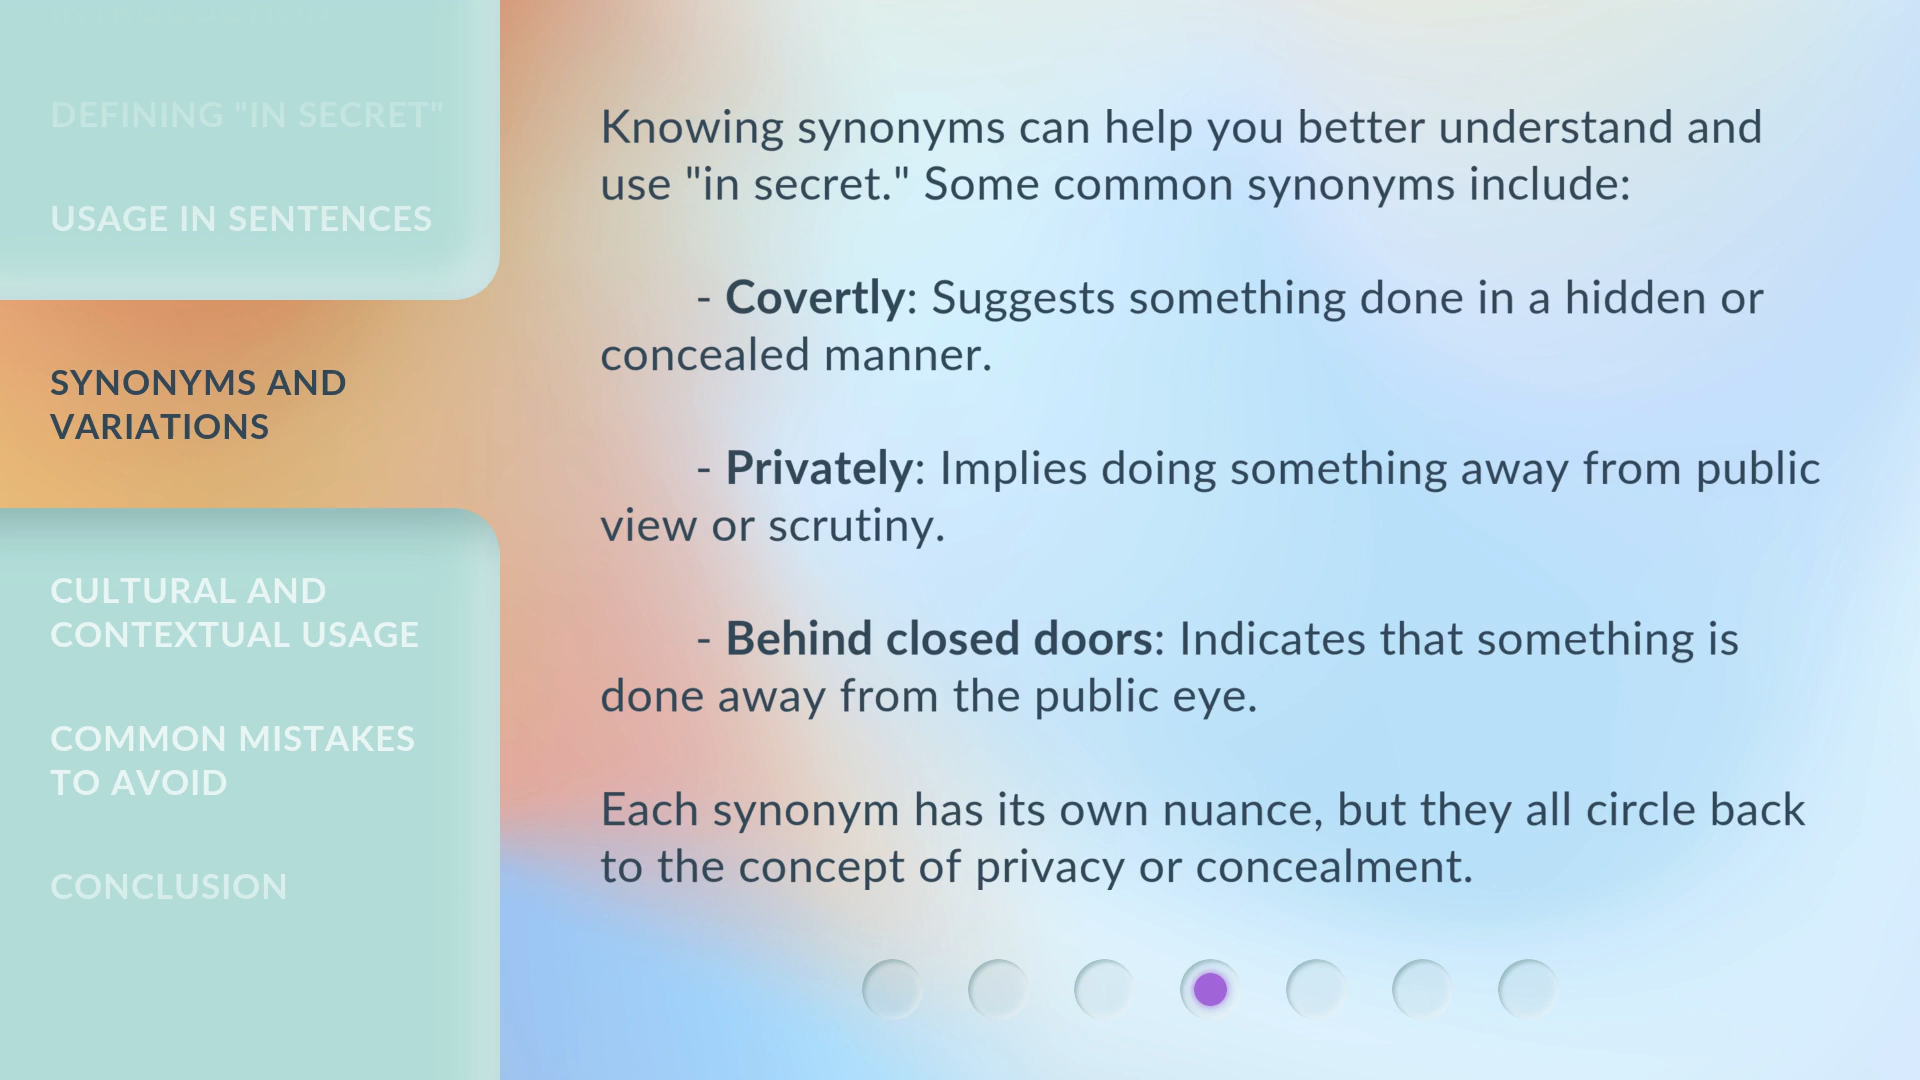 DEFINING "IN SECRET"
USAGE IN SENTENCES
SYNONYMS AND
VARIATIONS
CULTURAL AND
CONTEXTUAL USAGE
COMMON MISTAKES
TO AVOID
CONCLUSION
Knowing synonyms can help you better understand and
use "in secret." Some common synonyms include:
- Covertly: Suggests something done in a hidden or
concealed manner.
- Privately: Implies doing something away from public
view or scrutiny.
- Behind closed doors: Indicates that something is
done away from the public eye.
Each synonym has its own nuance, but they all circle back
to the concept of privacy or concealment.